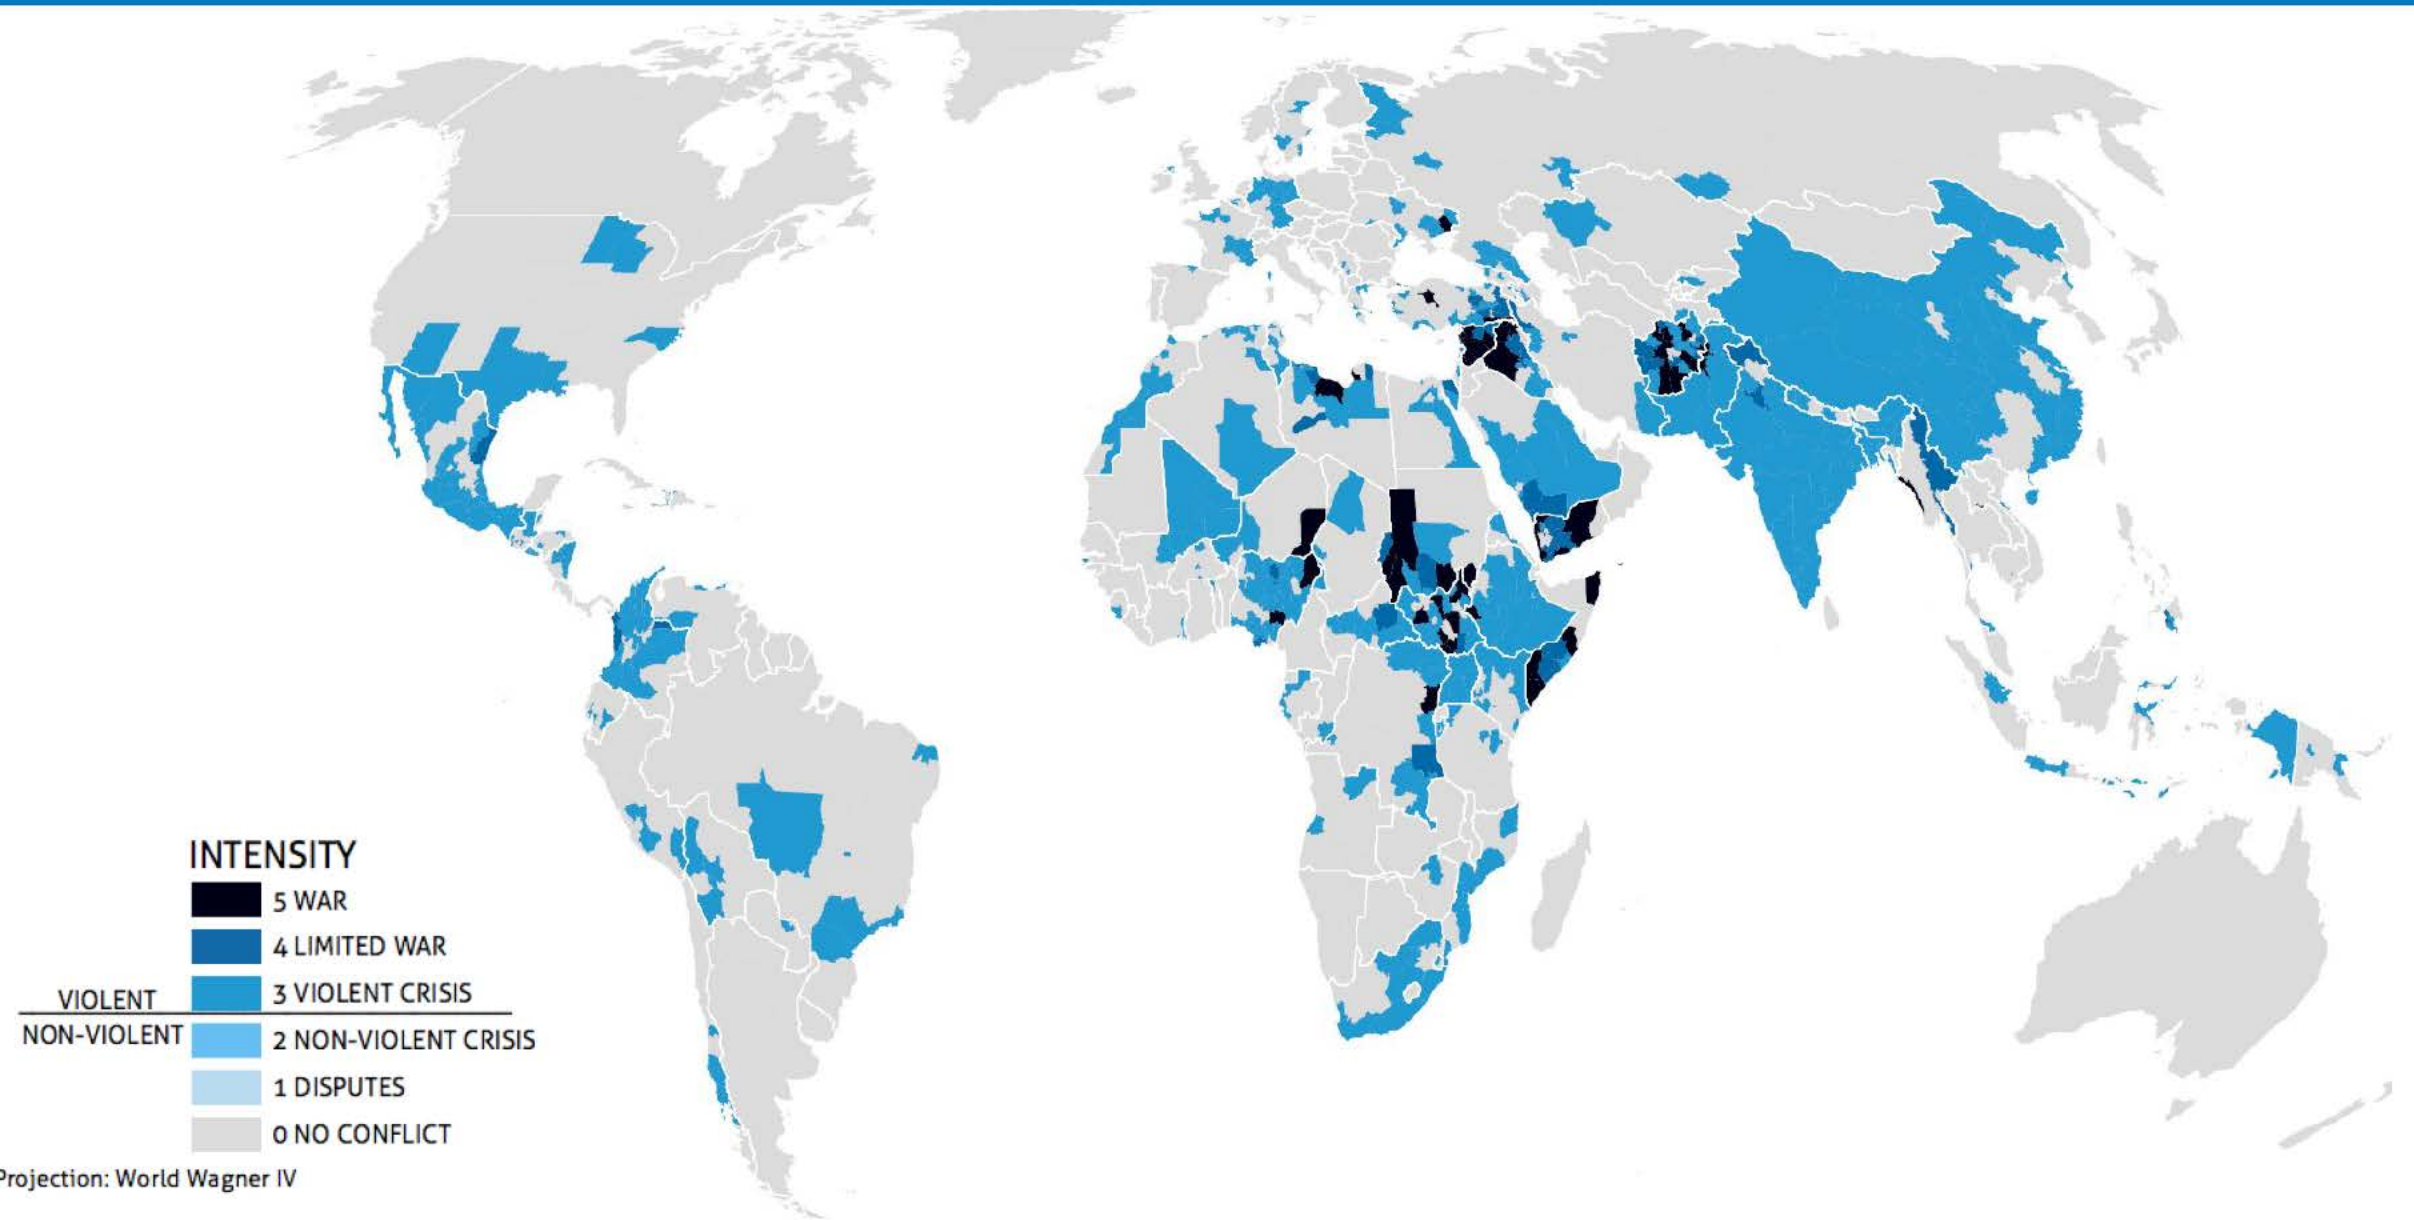 INTENSITY
5 WAR
4 LIMITED WAR
VIOLENT
3 VIOLENT CRISIS
NON-VIOLENT
2 NON-VIOLENT CRISIS
1 DISPUTES
0 NO CONFLICT
Projection: World Wagner IV